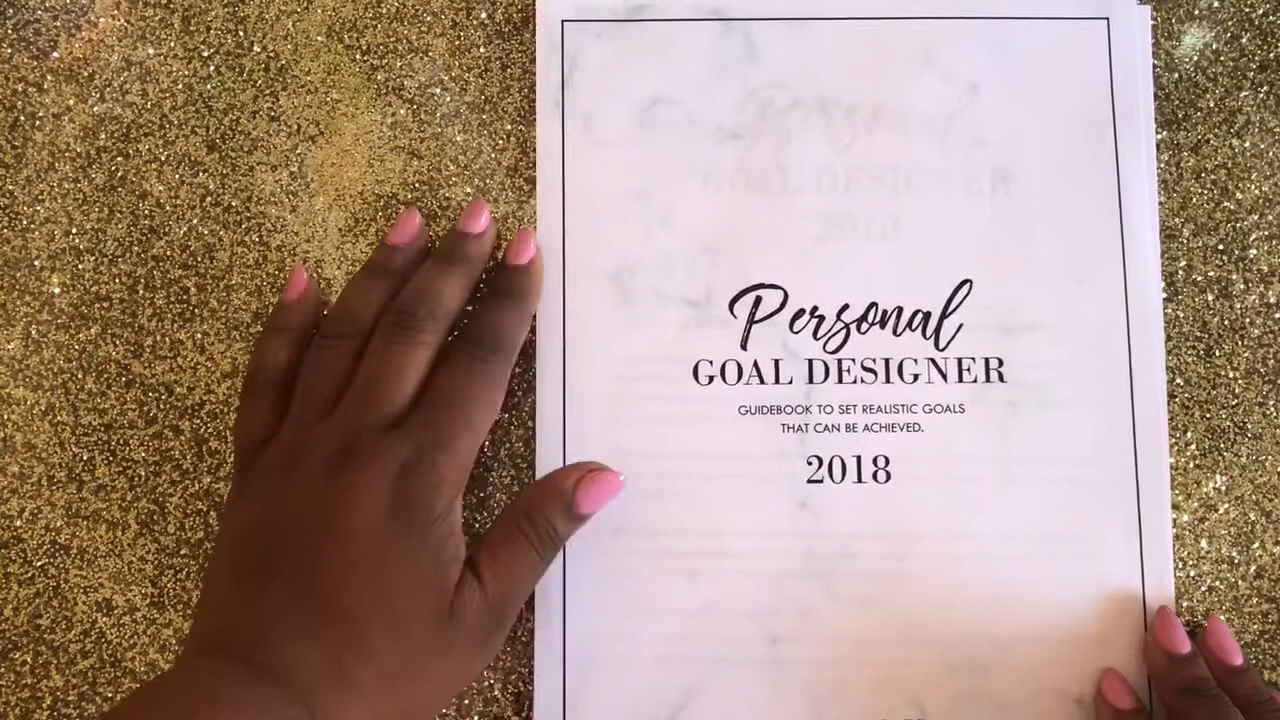 Personal
GOAL DESIGNER
GUIDEBOOK TO SET REALISTIC GOALS
THAT CAN BE ACHIEVED.
2018